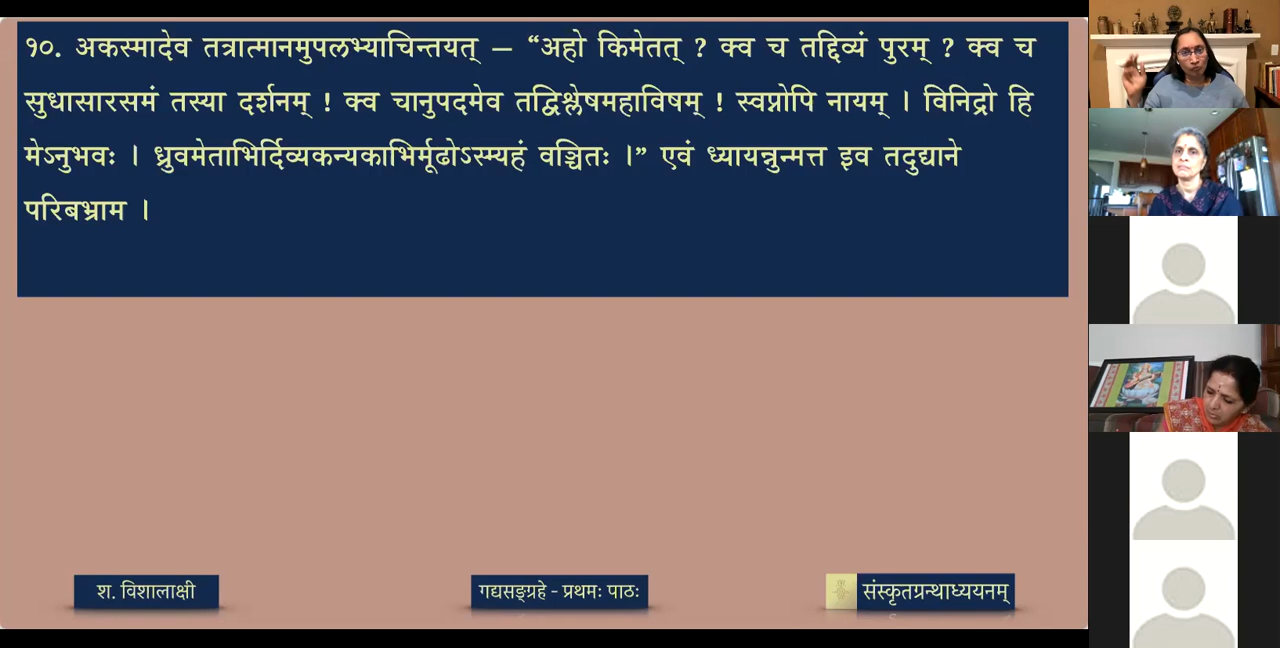 १०. अकस्मादेव तत्रात्मानमुपलभ्याचिन्तयत् – “अहो किमेतत् ? क्व च तद्दिव्यं पुरम् ? क्व च
सुधासारसमं तस्या दर्शनम् ! क्व चानुपदमेव तद्विश्लेषमहाविषम् ! स्वप्नोपि नायम् । विनिद्रो हि
मेऽनुभवः । ध्रुवमेताभिर्दिव्यकन्यकाभिर्मूढोऽस्म्यहं वञ्चितः ।” एवं ध्यायन्नुन्मत्त इव तदुद्याने
परिबभ्राम ।
श. विशालाक्षी
गद्यसङ्ग्रहे - प्रथमः पाठः
संस्कृतग्रन्थाध्ययनम्